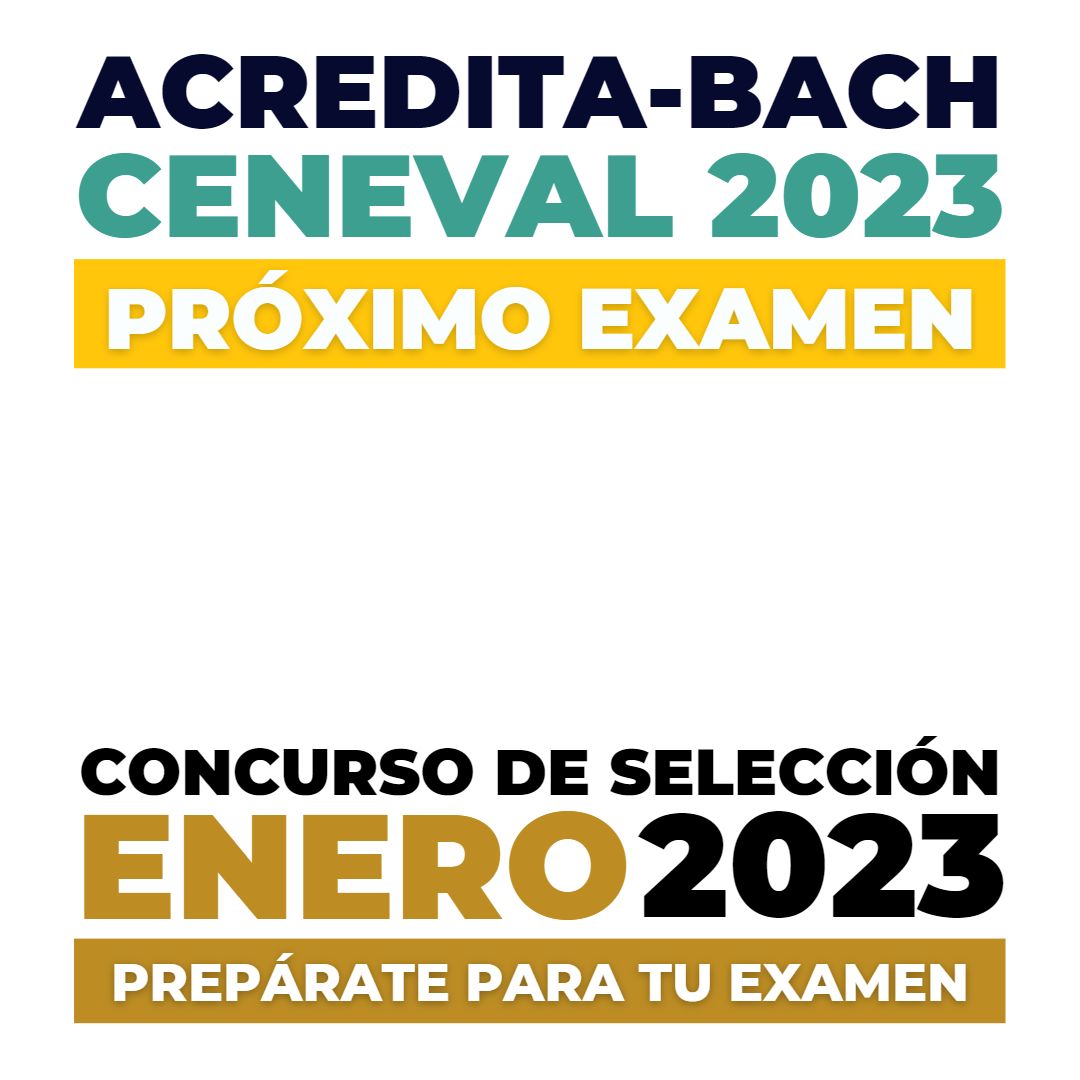 ACREDITA-BACH
CENEVAL 2023
PRÓXIMO EXAMEN
CONCURSO DE SELECCIÓN
ENERO 2023
PREPÁRATE PARA TU EXAMEN